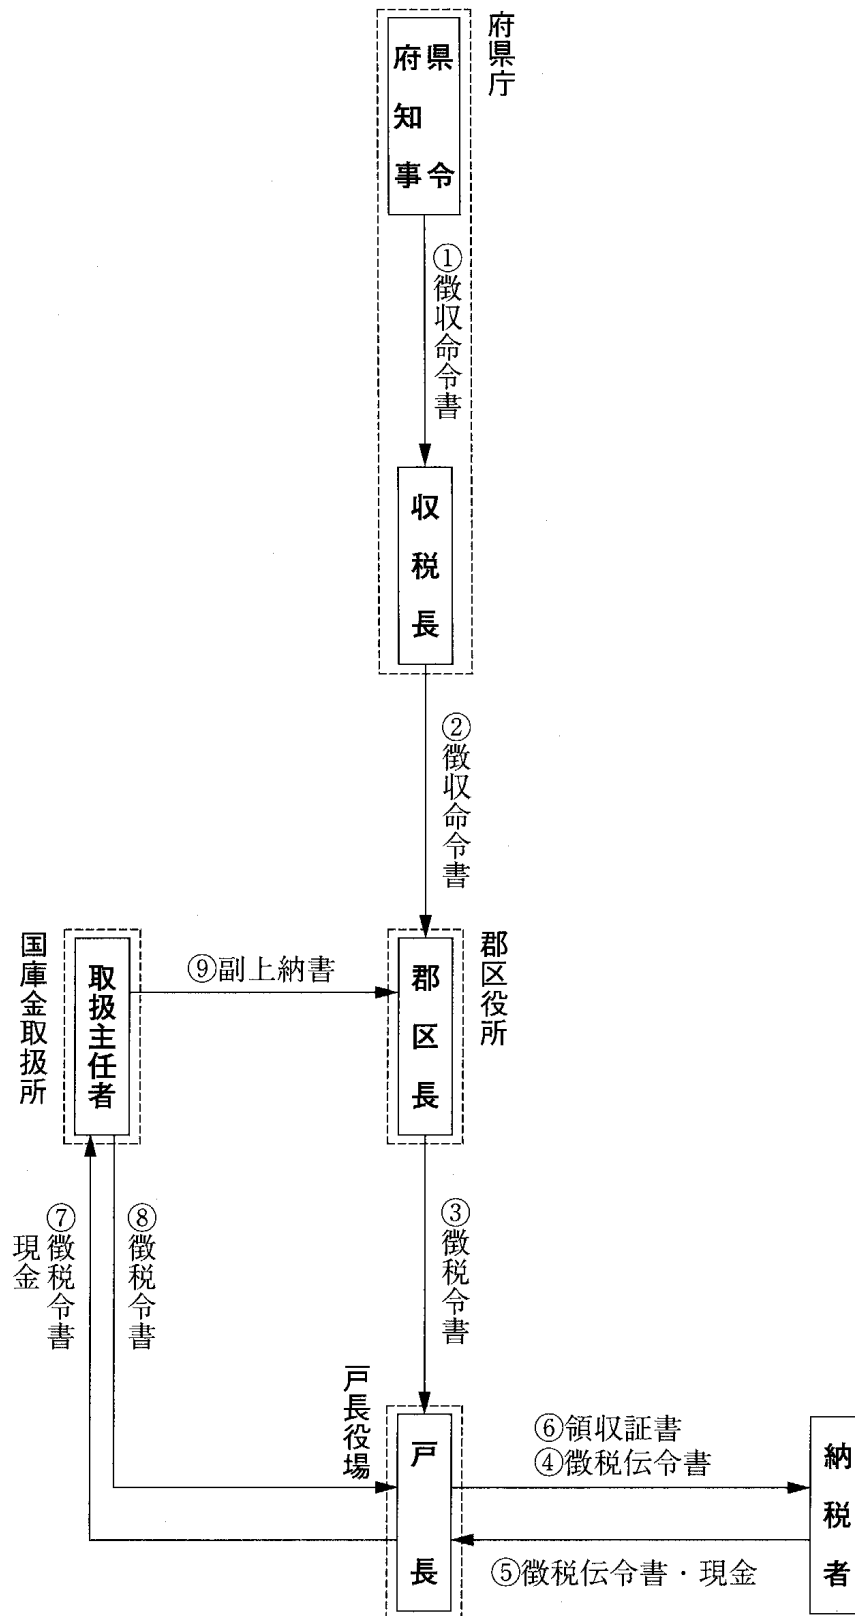 府県庁
府県
知
事令
①徴収命令書
収税長
②徴収命令書
郡区役所
郡区長
国庫金取扱所
取扱主任者
⑨副上納書
③徴税令書
⑦徴税令書
現金
⑧徴税令書
戸長役場
戸長
⑥領収証書
④徴税伝令書
⑤徴税伝令書・現金
納税者